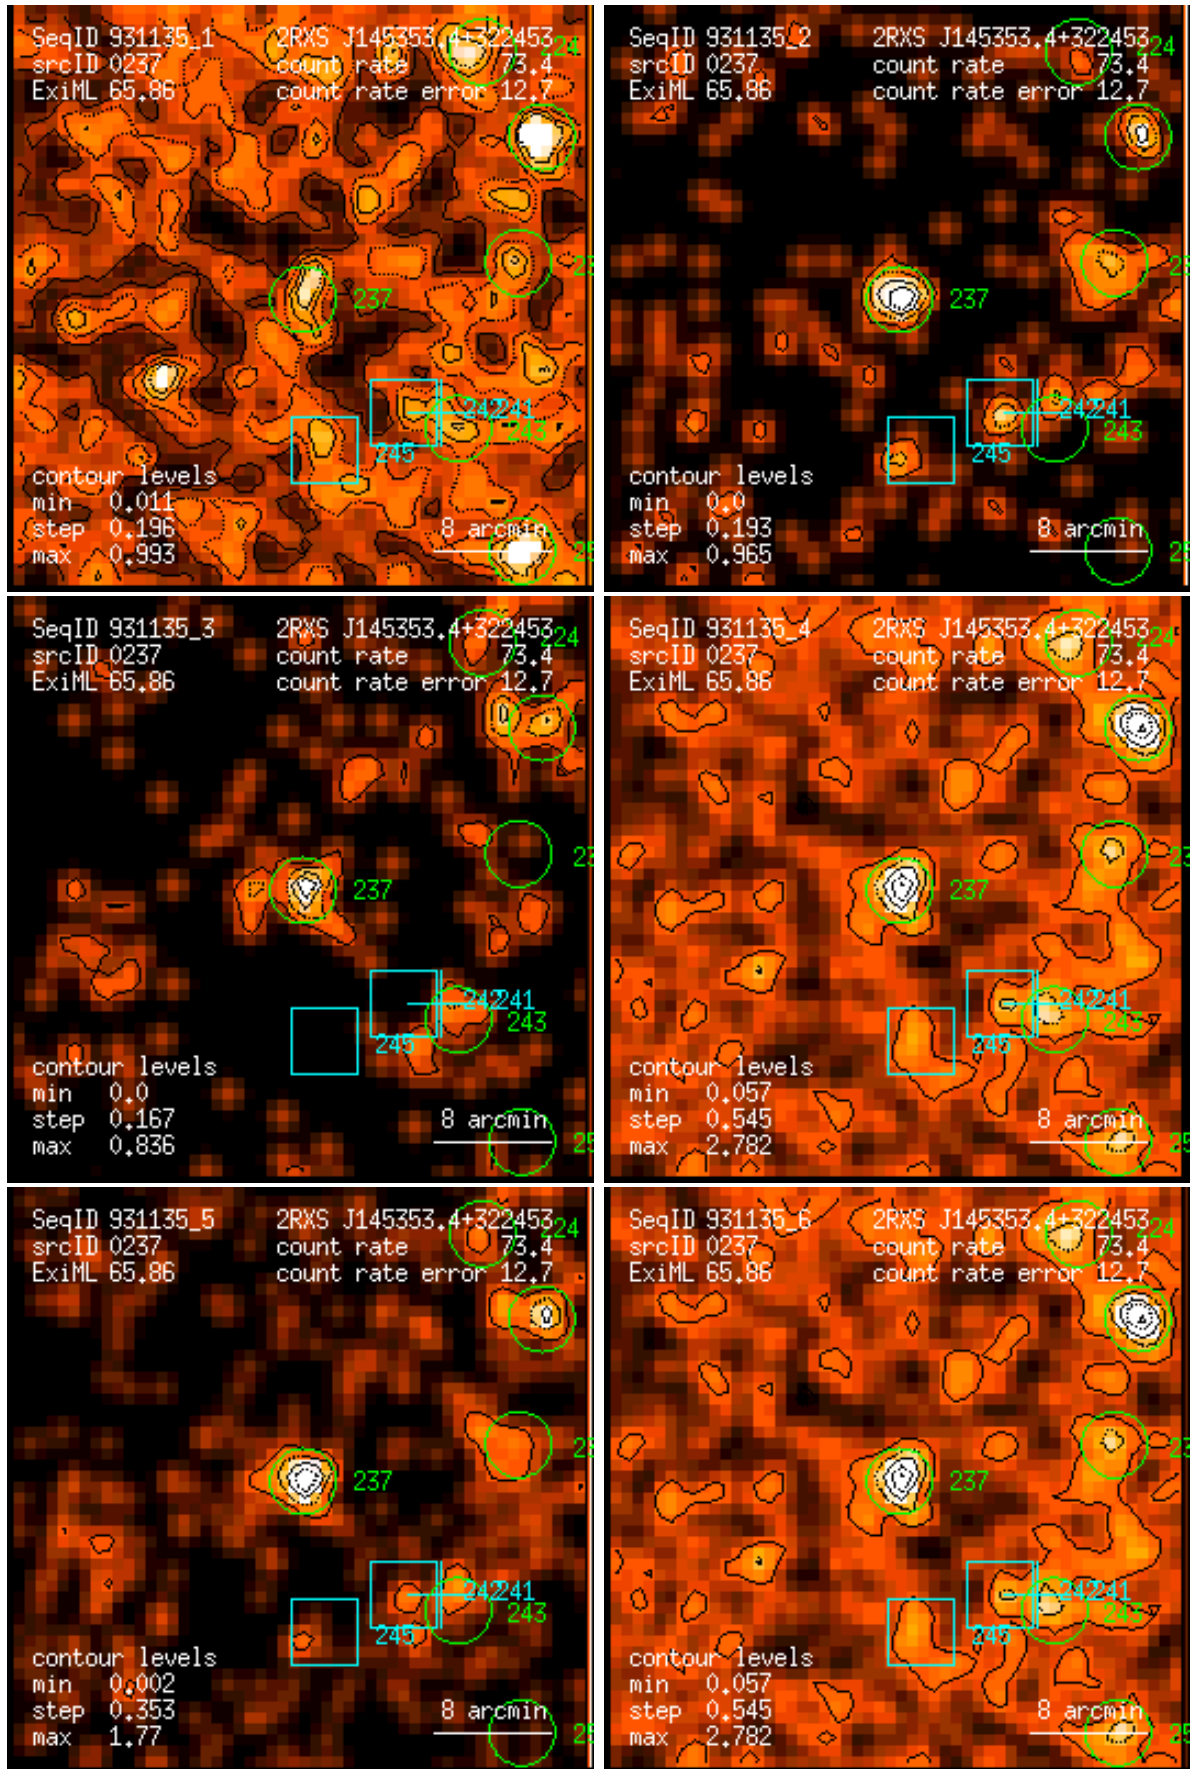 SeqID 931135_1 2RXS J145353.4+322453
srcID 0237 count rate 73.4
ExiML 65.86 count rate error 12.7
237
242 241
243
245
contour levels
min 0.011
step 0.196 8 arcmin
max 0.993
SeqID 931135_2 2RXS J145353.4+322453
srcID 0237 count rate 73.4
ExiML 65.86 count rate error 12.7
237
242 241
243
245
contour levels
min 0.0
step 0.193 8 arcmin
max 0.965
SeqID 931135_3 2RXS J145353.4+322453
srcID 0237 count rate 73.4
ExiML 65.86 count rate error 12.7
237
242 241
243
245
contour levels
min 0.0
step 0.167 8 arcmin
max 0.836
SeqID 931135_4 2RXS J145353.4+322453
srcID 0237 count rate 73.4
ExiML 65.86 count rate error 12.7
237
242 241
243
245
contour levels
min 0.057
step 0.545 8 arcmin
max 2.782
SeqID 931135_5 2RXS J145353.4+322453
srcID 0237 count rate 73.4
ExiML 65.86 count rate error 12.7
237
242 241
243
245
contour levels
min 0.002
step 0.353 8 arcmin
max 1.77
SeqID 931135_6 2RXS J145353.4+322453
srcID 0237 count rate 73.4
ExiML 65.86 count rate error 12.7
237
242 241
243
245
contour levels
min 0.057
step 0.545 8 arcmin
max 2.782